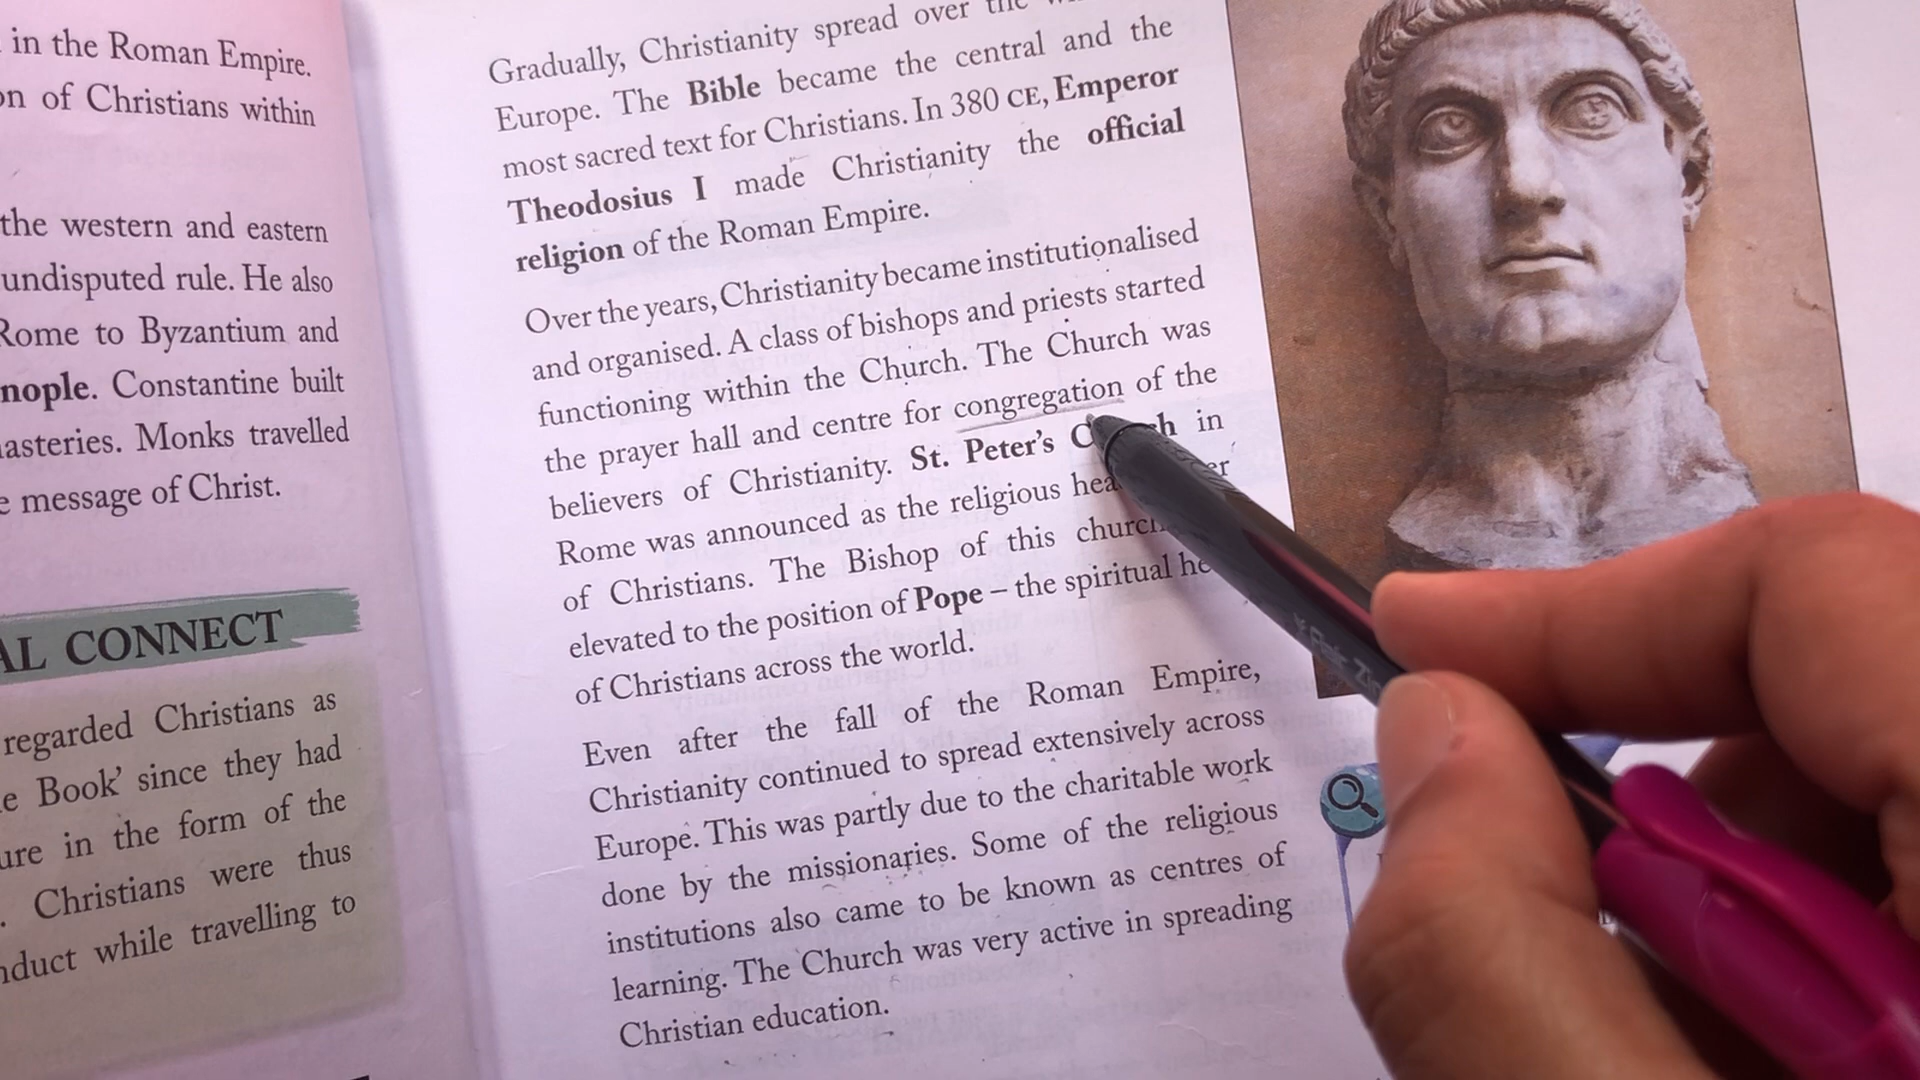 in the Roman Empire.
of Christians within
the western and eastern
undisputed rule. He also
Rome to Byzantium and
nople. Constantine built
Monks travelled
message of Christ.
CONNECT
regarded Christians as
Book’ since they had
in the form of the
Christians were thus
while travelling to
Gradually, Christianity spread over the
Europe. The Bible became the central and the
most sacred text for Christians. In 380 CE, Emperor
Theodosius I made Christianity the official
religion of the Roman Empire.
Over the years, Christianity became institutionalised
and organised. A class of bishops and priests started
functioning within the Church. The Church was
the prayer hall and centre for congregation of the
believers of Christianity. St. Peter’s in
Rome was announced as the religious
of Christians. The Bishop of this church
elevated to the position of Pope – the spiritual
of Christians across the world.
Even after the fall of the Roman Empire,
Christianity continued to spread extensively across
Europe. This was partly due to the charitable work
done by the missionaries. Some of the religious
institutions also came to be known as centres of
learning. The Church was very active in spreading
Christian education.